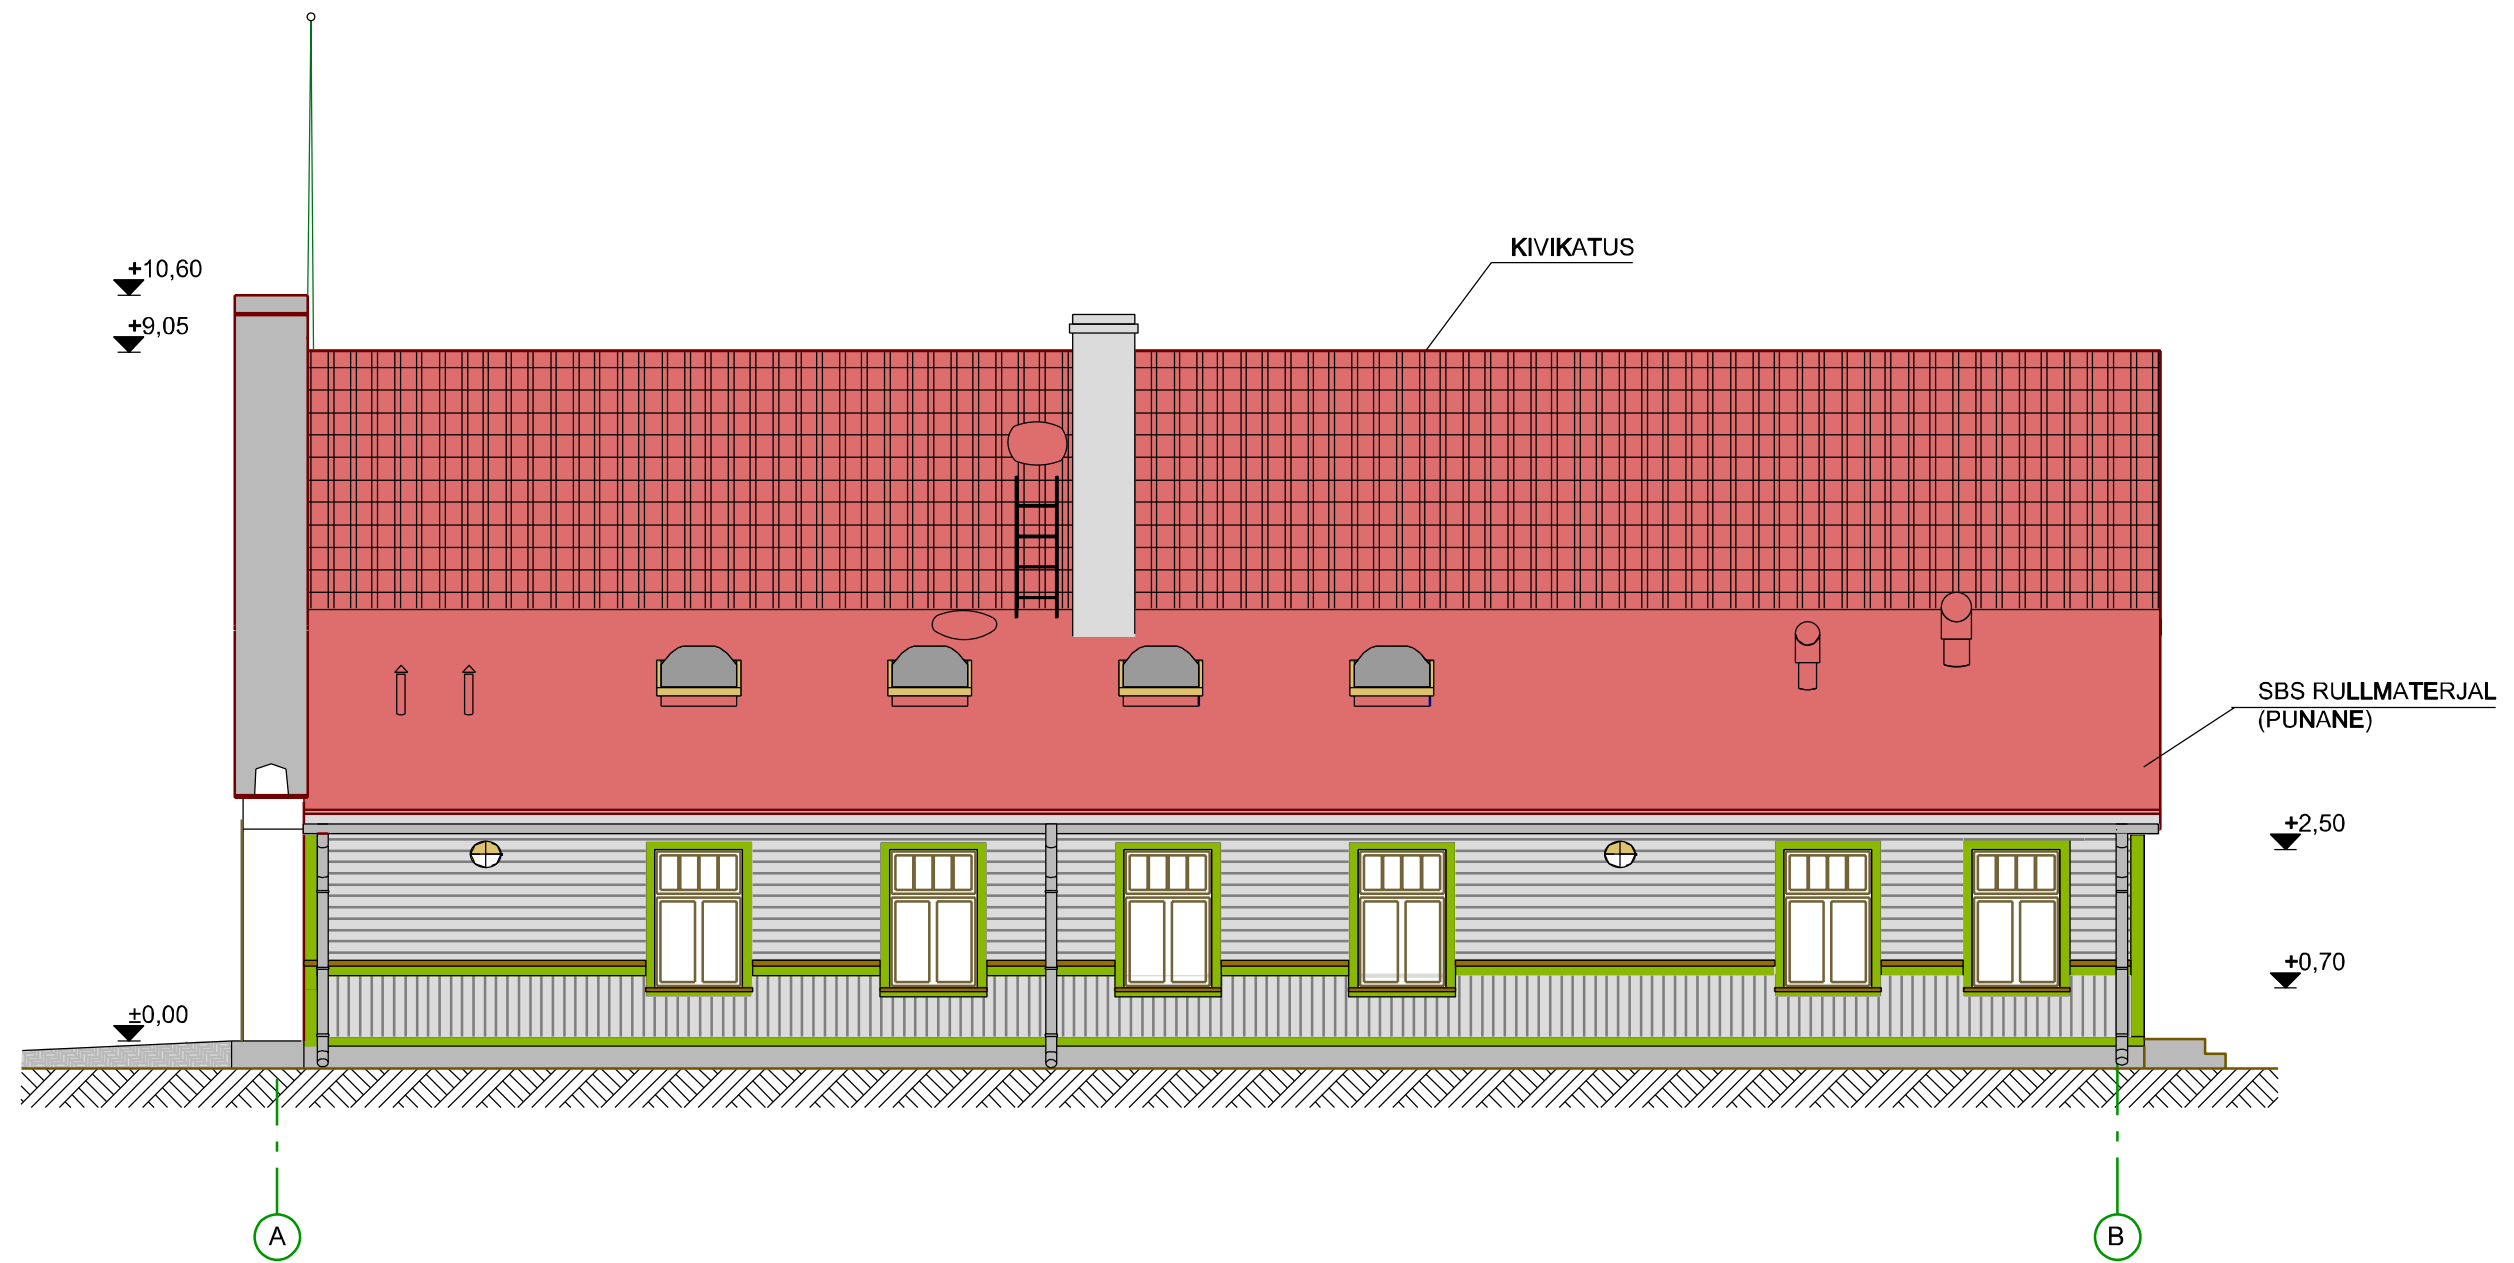 KIVIKATUS
+10,60
+9,05
SBS RULLMATERJAL
(PUNANE)
+2,50
+0,70
±0,00
A
B